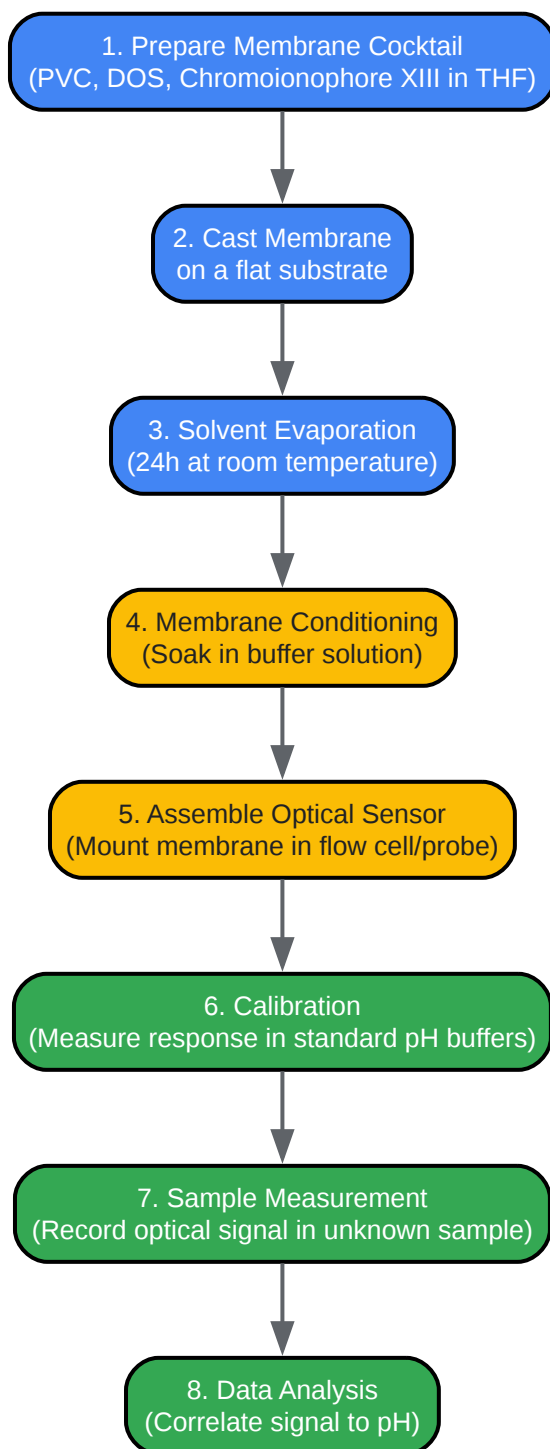 1. Prepare Membrane Cocktail
(PVC, DOS, Chromoionophore XIII in THF)
2. Cast Membrane
on a flat substrate
3. Solvent Evaporation
(24h at room temperature)
4. Membrane Conditioning
(Soak in buffer solution)
5. Assemble Optical Sensor
(Mount membrane in flow cell/probe)
6. Calibration
(Measure response in standard pH buffers)
7. Sample Measurement
(Record optical signal in unknown sample)
8. Data Analysis
(Correlate signal to pH)